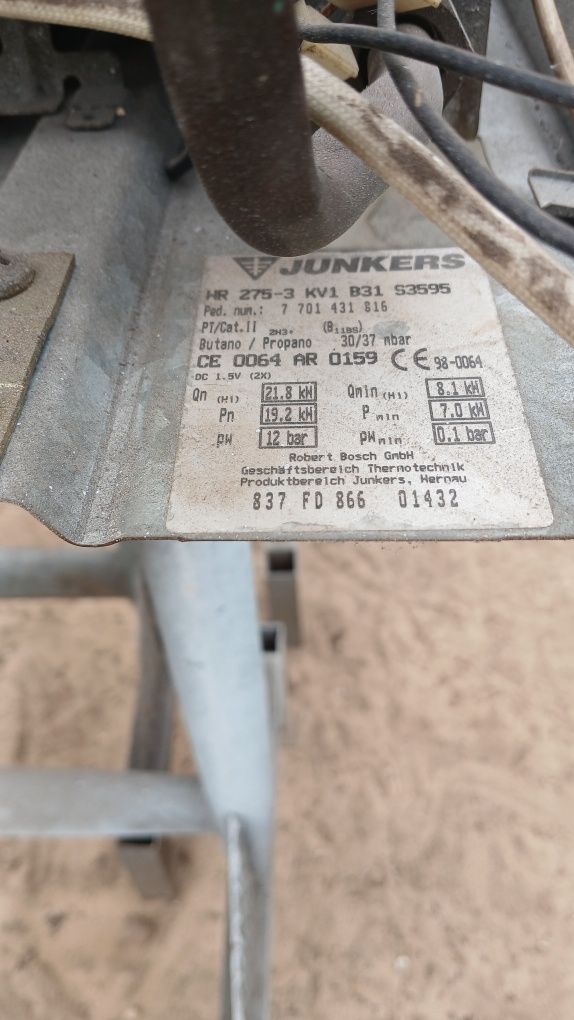 JUNKERS
WR 275-3 KV1 B31 S3595
Ped. num.: 7 701 431 816
PT/Cat.II 2H3+ (B11BS)
Butano / Propano 30/37 mbar
CE 0064 AR 0159 CE 98-0064
DC 1.5V (2X)
Qn (Hi) 21.8 kW Qmin (Hi) 8.1 kW
Pn 19.2 kW P min 7.0 kW
pw 12 bar pw min 0.1 bar
Robert Bosch GmbH
Geschäftsbereich Thermotechnik
Produktbereich Junkers, Wernau
837 FD 866 01432